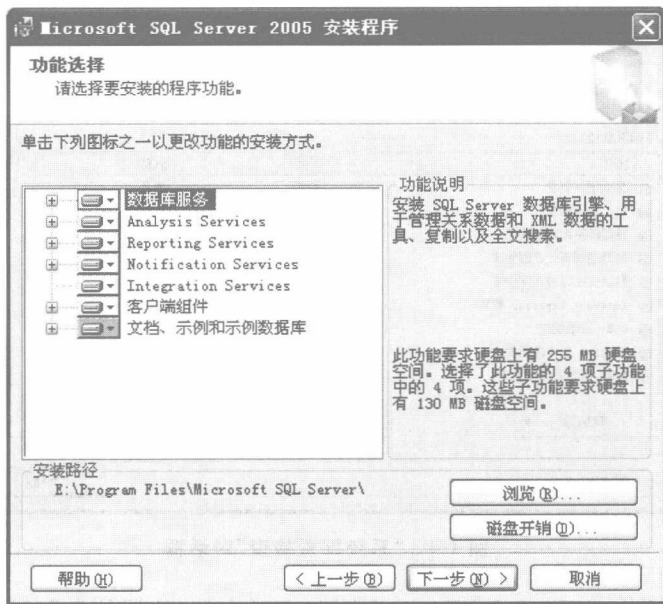 Microsoft SQL Server 2005 安装程序
功能选择
请选择要安装的程序功能。
单击下列图标之一以更改功能的安装方式。
数据库服务
Analysis Services
Reporting Services
Notification Services
Integration Services
客户端组件
文档、示例和示例数据库
功能说明
安装 SQL Server 数据库引擎、用
于管理关系数据和 XML 数据的工
具、复制以及全文搜索。
此功能要求硬盘上有 255 MB 硬盘
空间。选择了此功能的 4 项子功能
中的 4 项。这些子功能要求硬盘上
有 130 MB 磁盘空间。
安装路径
E:\Program Files\Microsoft SQL Server\
浏览(R)...
磁盘开销(D)...
帮助(H)
< 上一步(B)
下一步(N) >
取消